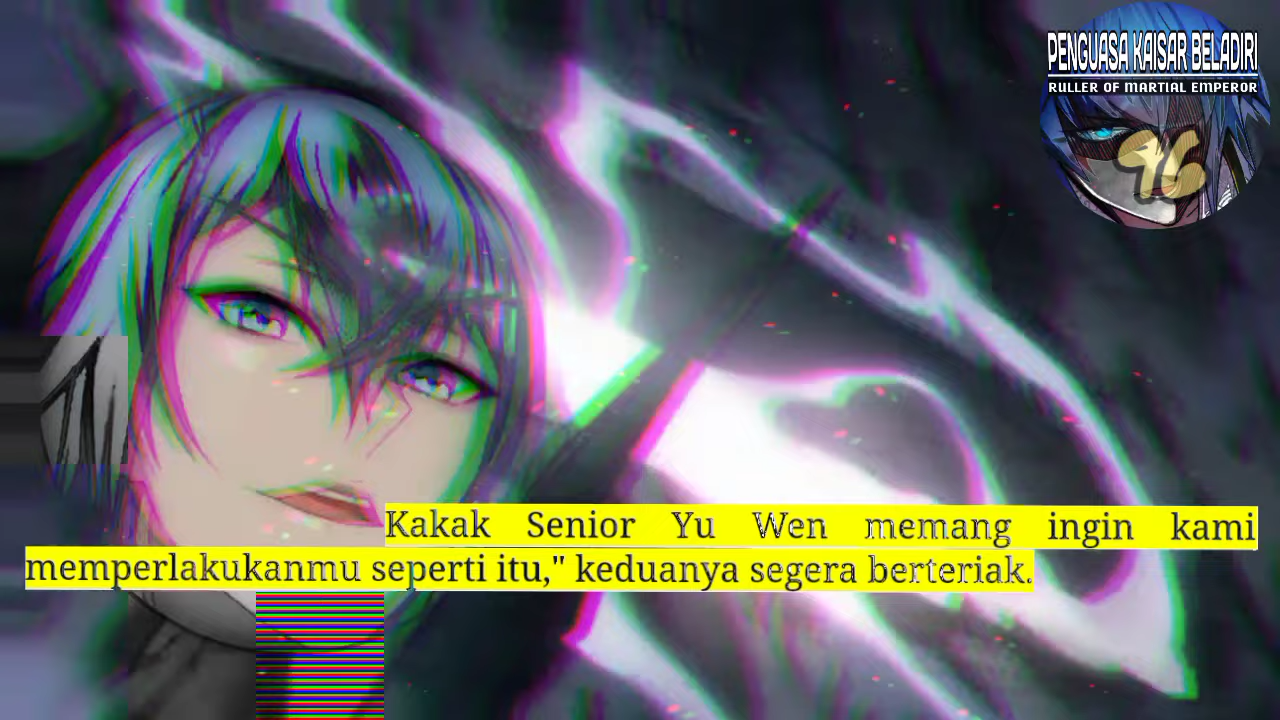 PENGUASA KAISAR BELADIRI
RULLER OF MARTIAL EMPEROR
Kakak Senior Yu Wen memang ingin kami
memperlakukanmu seperti itu," keduanya segera berteriak.